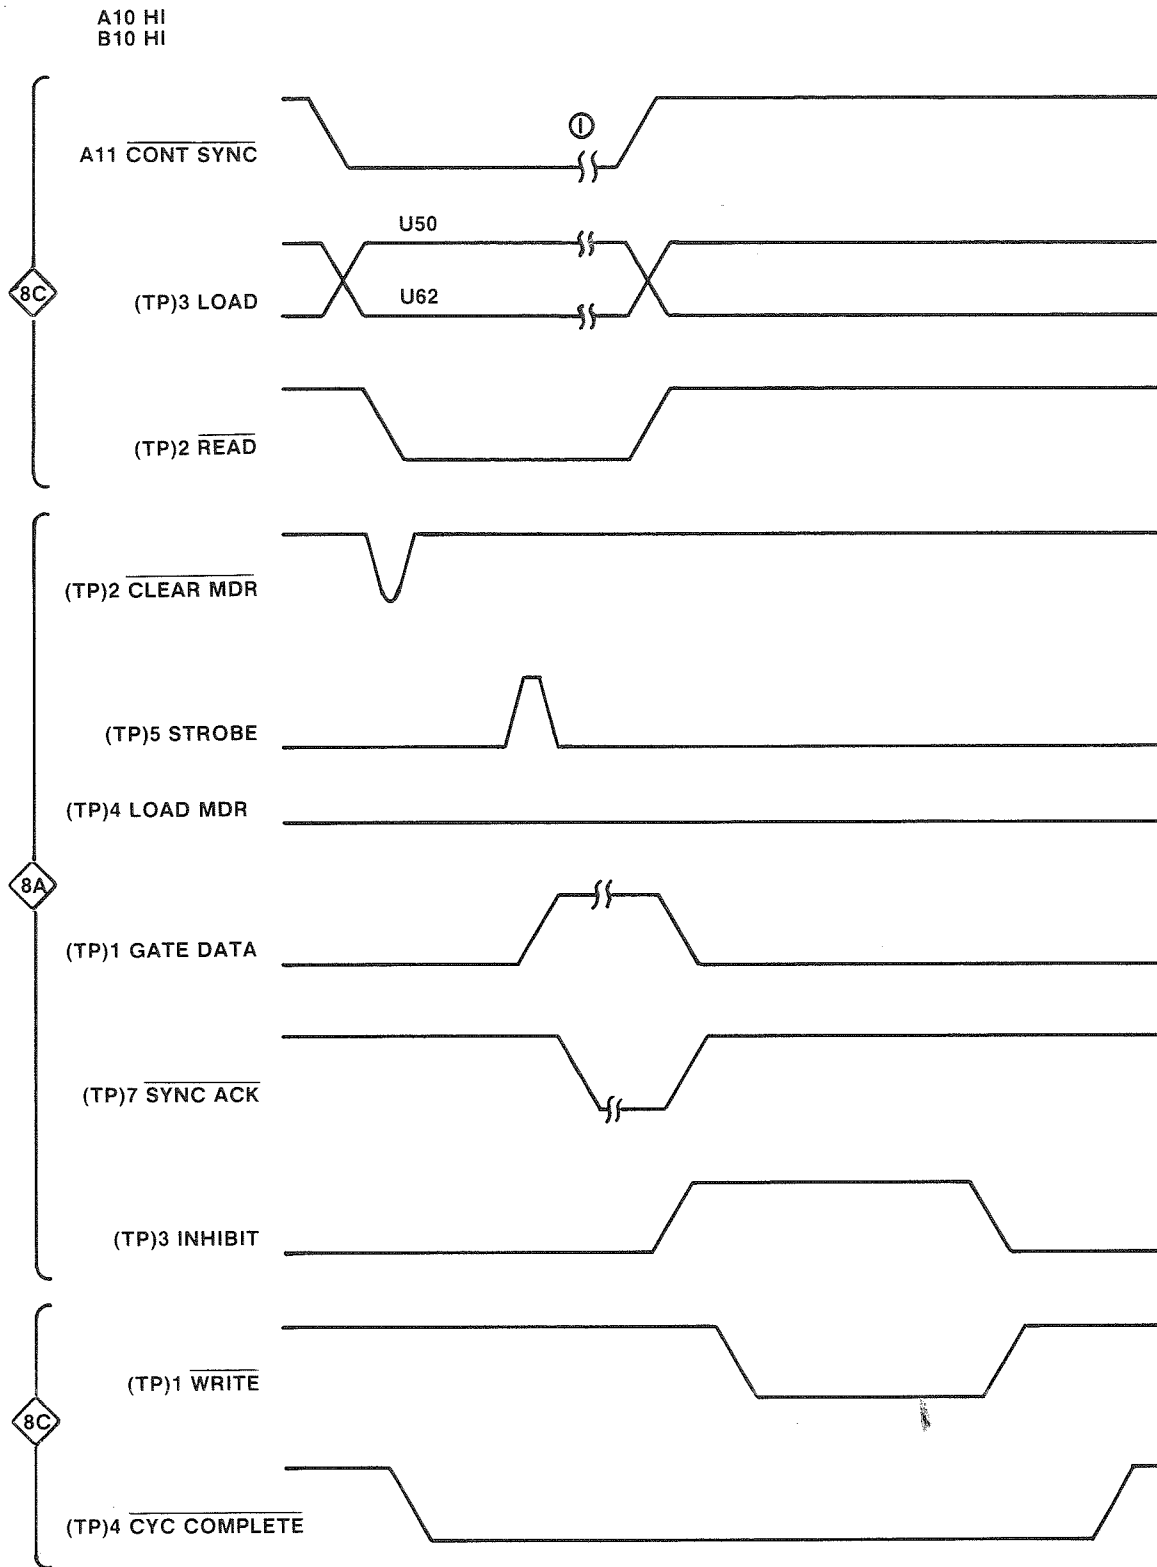 A10 HI
B10 HI
A11 CONT SYNC
①
U50
8C
(TP)3 LOAD
U62
(TP)2 READ
(TP)2 CLEAR MDR
(TP)5 STROBE
(TP)4 LOAD MDR
8A
(TP)1 GATE DATA
(TP)7 SYNC ACK
(TP)3 INHIBIT
(TP)1 WRITE
8C
(TP)4 CYC COMPLETE